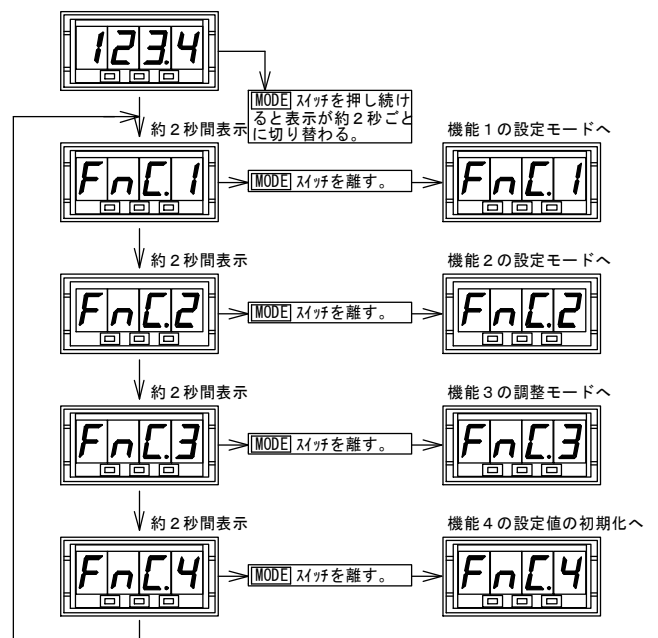 123.4
MODE スイッチを押し続け
ると表示が約2秒ごと
に切り替わる。
約2秒間表示
機能1の設定モードへ
FnC.1
MODE スイッチを離す。
FnC.1
約2秒間表示
機能2の設定モードへ
FnC.2
MODE スイッチを離す。
FnC.2
約2秒間表示
機能3の調整モードへ
FnC.3
MODE スイッチを離す。
FnC.3
約2秒間表示
機能4の設定値の初期化へ
FnC.4
MODE スイッチを離す。
FnC.4